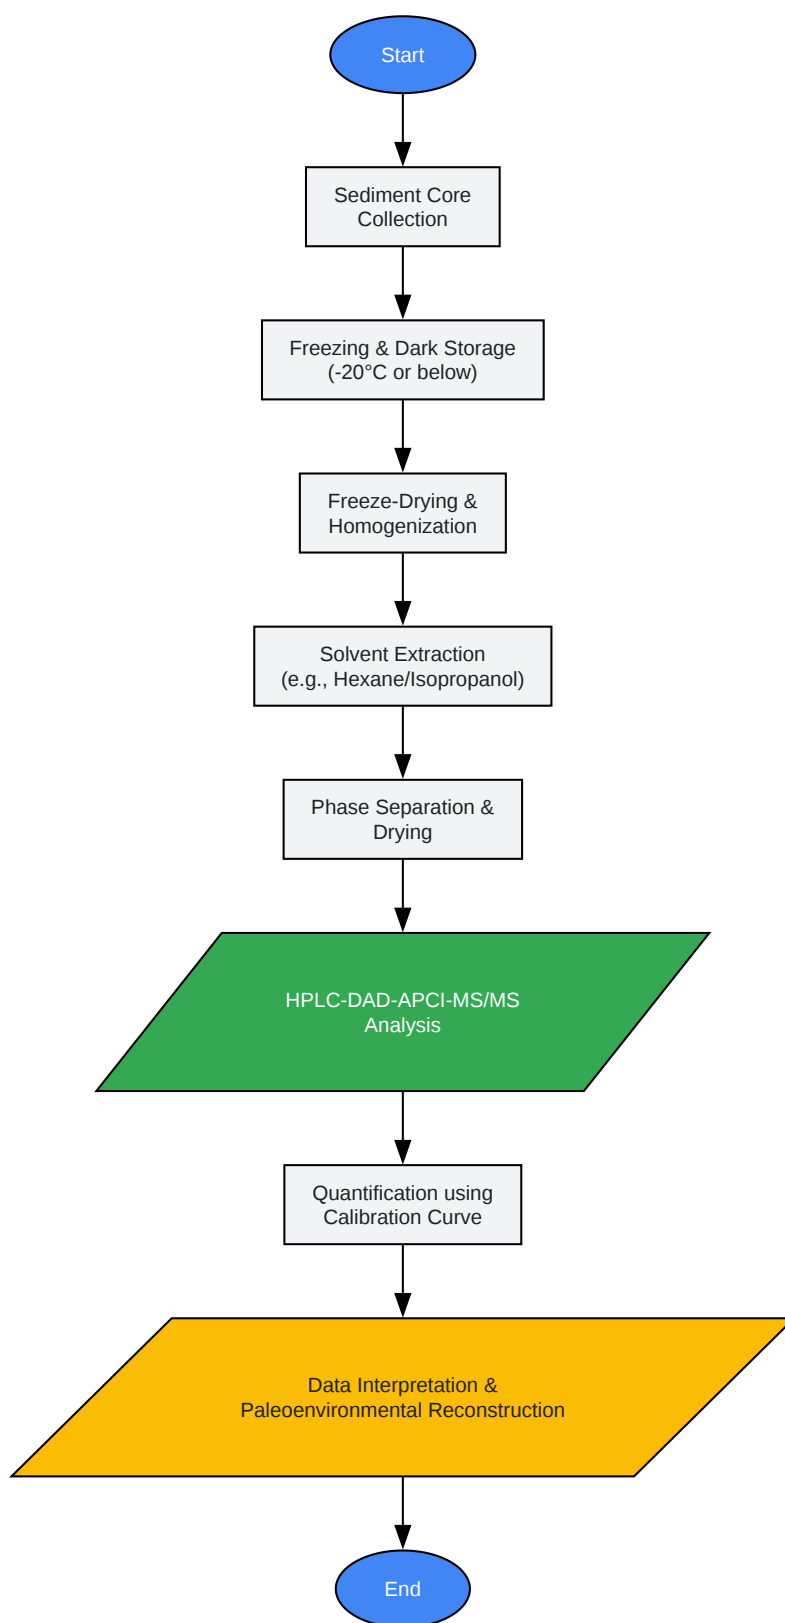 Start
Sediment Core
Collection
Freezing & Dark Storage
(-20°C or below)
Freeze-Drying &
Homogenization
Solvent Extraction
(e.g., Hexane/Isopropanol)
Phase Separation &
Drying
HPLC-DAD-APCI-MS/MS
Analysis
Quantification using
Calibration Curve
Data Interpretation &
Paleoenvironmental Reconstruction
End